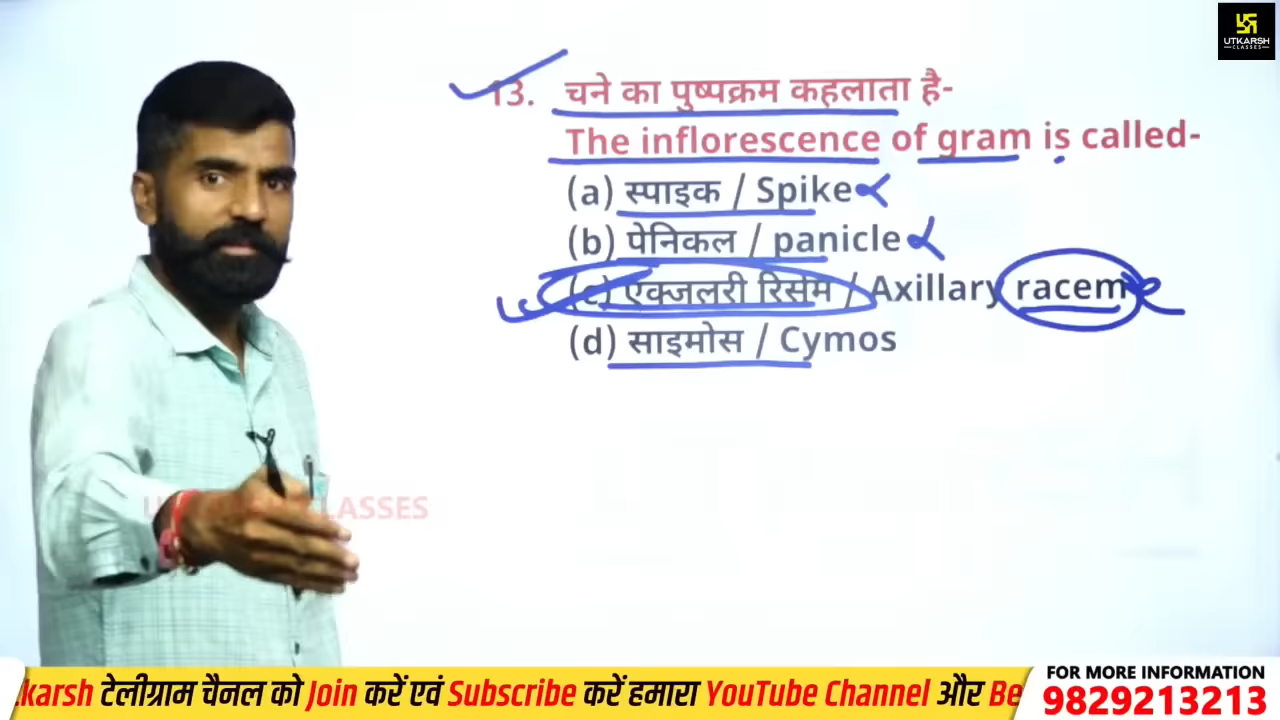 UTKARSH
CLASSES
13. चने का पुष्पक्रम कहलाता है-
The inflorescence of gram is called-
(a) स्पाइक / Spike
(b) पेनिकल / panicle
(c) एक्जलरी रिसेम / Axillary racem
(d) साइमोस / Cymos
CLASSES
karsh टेलीग्राम चैनल को Join करें एवं Subscribe करें हमारा YouTube Channel और Be
FOR MORE INFORMATION
9829213213